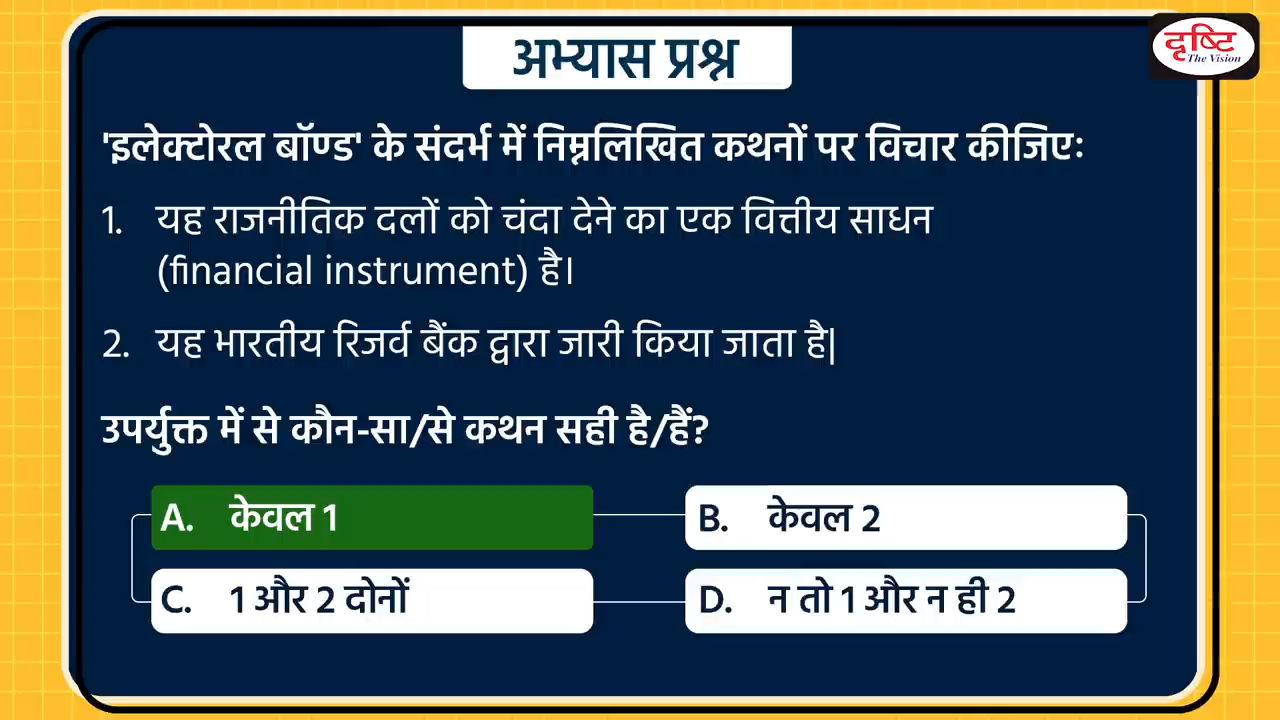 अभ्यास प्रश्न
दृष्टि
The Vision
'इलेक्टोरल बॉण्ड' के संदर्भ में निम्नलिखित कथनों पर विचार कीजिएः
1. यह राजनीतिक दलों को चंदा देने का एक वित्तीय साधन
(financial instrument) है।
2. यह भारतीय रिजर्व बैंक द्वारा जारी किया जाता है|
उपर्युक्त में से कौन-सा/से कथन सही है/हैं?
A. केवल 1
B. केवल 2
C. 1 और 2 दोनों
D. न तो 1 और न ही 2